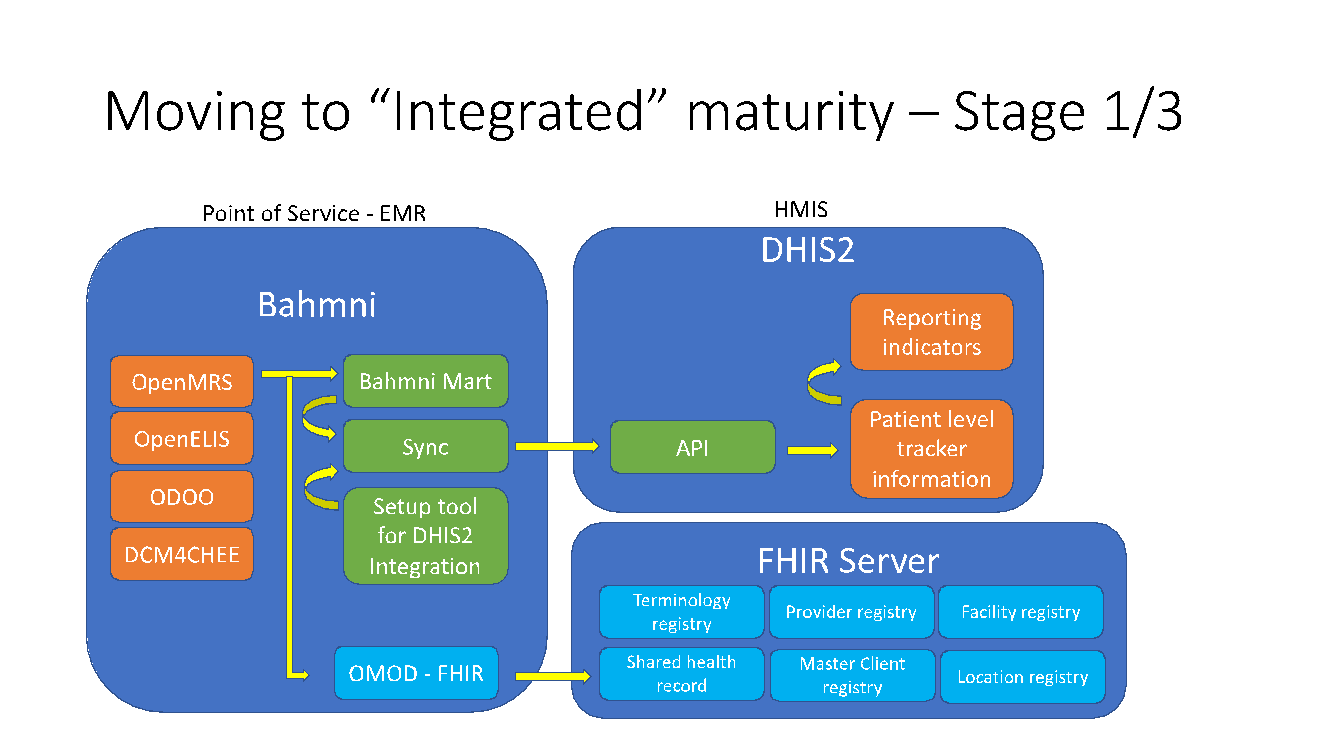 Moving to “Integrated” maturity – Stage 1/3
Point of Service - EMR
Bahmni
OpenMRS
OpenELIS
ODOO
DCM4CHEE
Bahmni Mart
Sync
Setup tool
for DHIS2
Integration
OMOD - FHIR
HMIS
DHIS2
Reporting
indicators
API
Patient level
tracker
information
FHIR Server
Terminology
registry
Provider registry
Facility registry
Shared health
record
Master Client
registry
Location registry